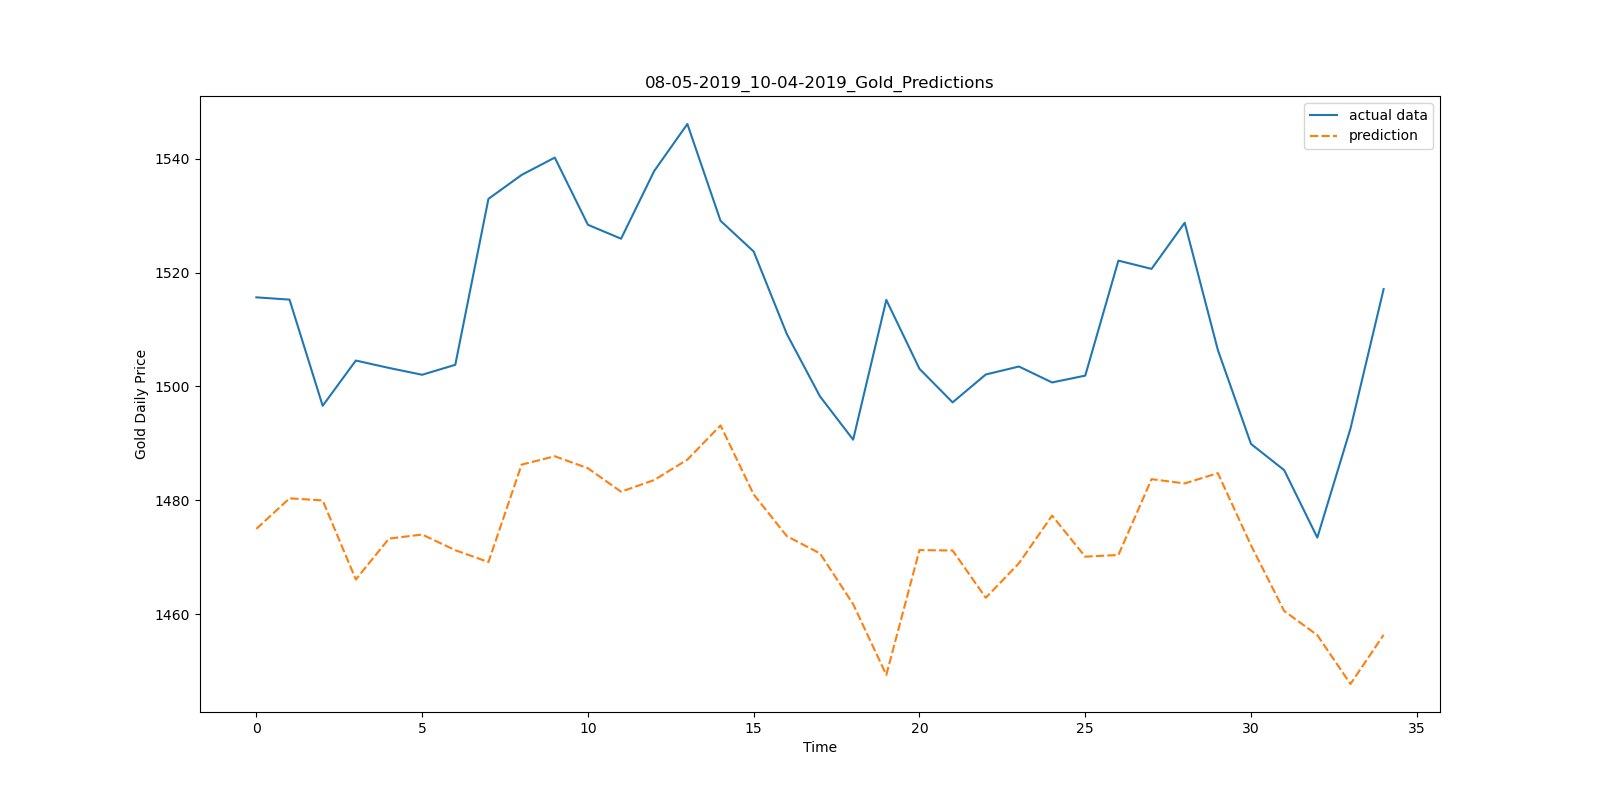 08-05-2019_10-04-2019_Gold_Predictions
actual data
prediction
1540
1520
1500
1480
1460
Gold Daily Price
0 5 10 15 20 25 30 35
Time